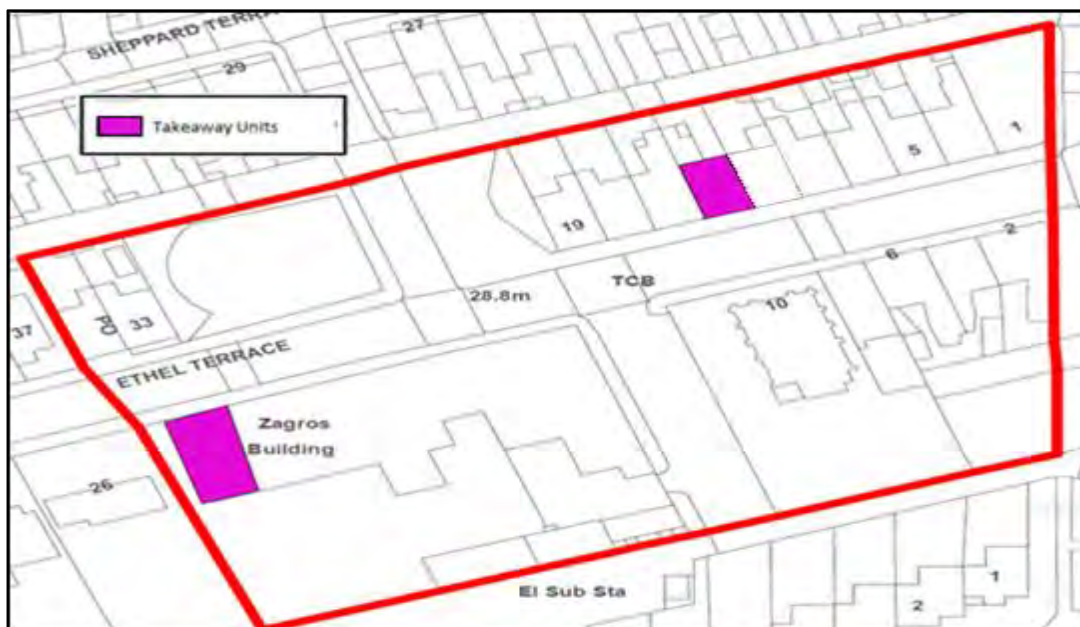 SHEPPARD TERRA
27
29
Takeaway Units
1
5
19
2
6
TCB
28.8m
10
37
PO
33
ETHEL TERRACE
Zagros
Building
26
El Sub Sta
1
2